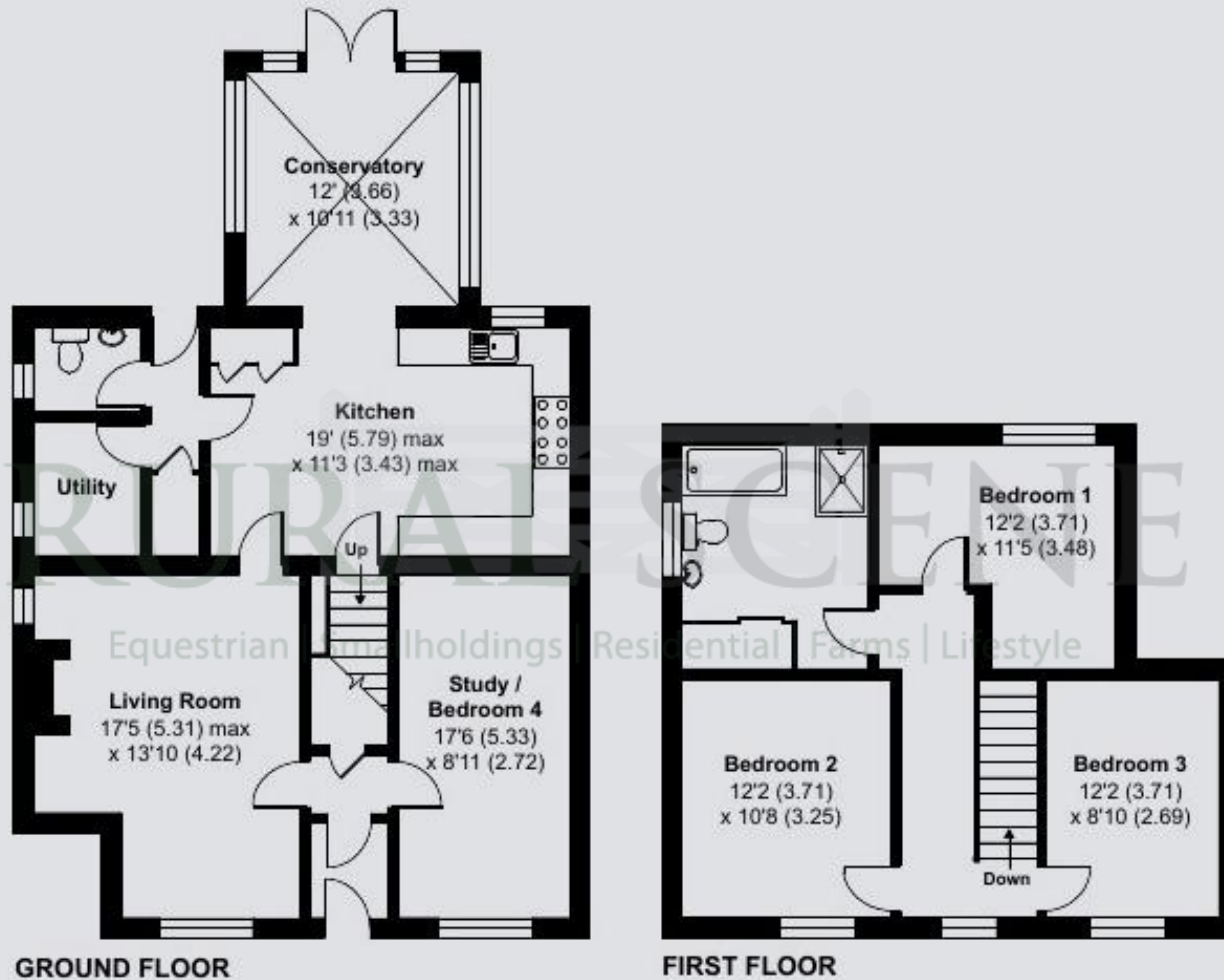 Conservatory
12' (3.66)
x 10'11 (3.33)
Kitchen
19' (5.79) max
x 11'3 (3.43) max
Utility
Up
Living Room
17'5 (5.31) max
x 13'10 (4.22)
Study /
Bedroom 4
17'6 (5.33)
x 8'11 (2.72)
GROUND FLOOR
Bedroom 1
12'2 (3.71)
x 11'5 (3.48)
Bedroom 2
12'2 (3.71)
x 10'8 (3.25)
Bedroom 3
12'2 (3.71)
x 8'10 (2.69)
Down
FIRST FLOOR
RURAL SCENE
Equestrian | Smallholdings | Residential | Farms | Lifestyle